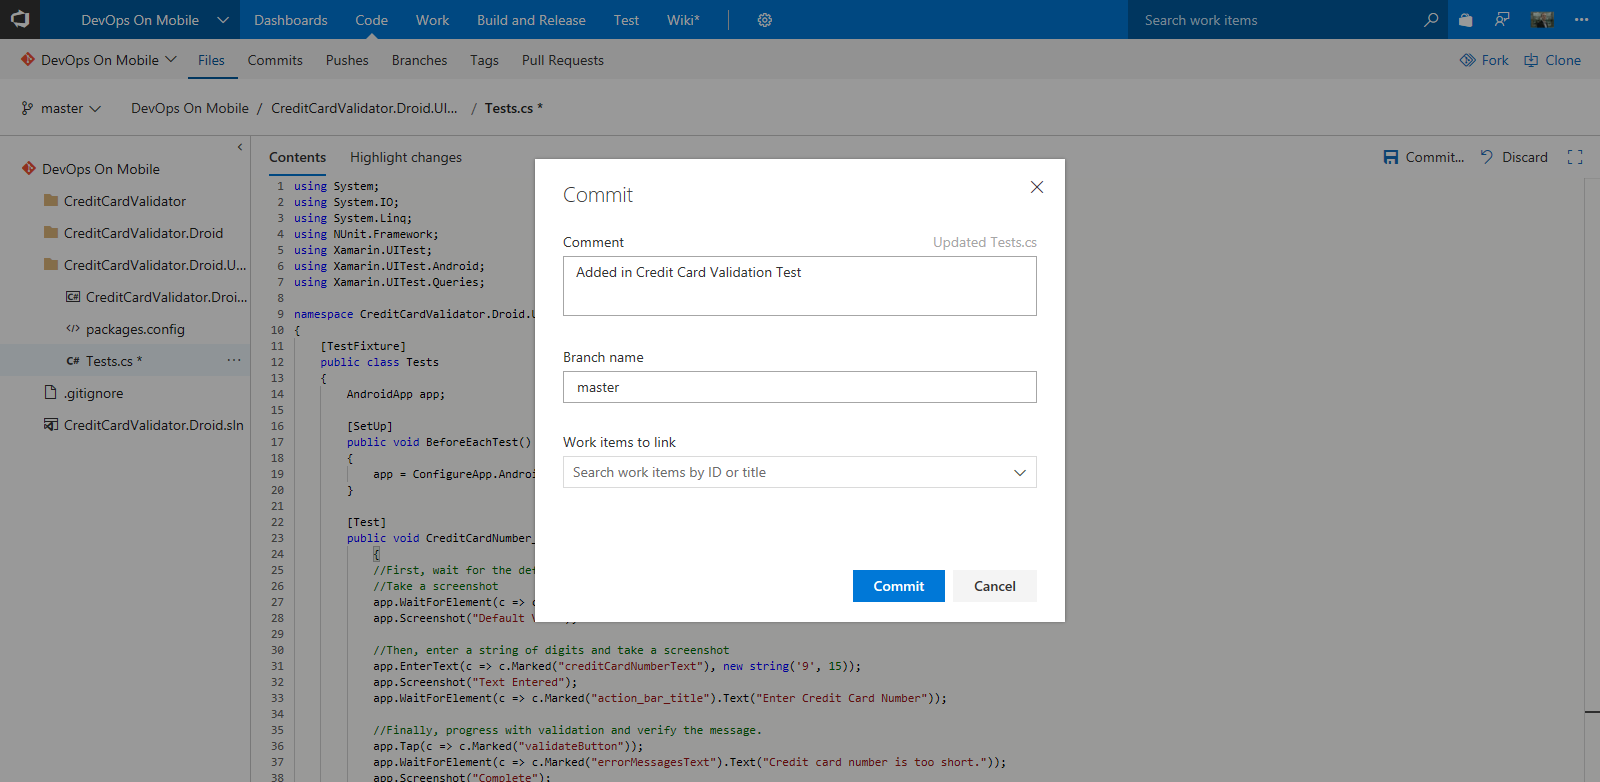 DevOps On Mobile Dashboards Code Work Build and Release Test Wiki* Search work items
DevOps On Mobile Files Commits Pushes Branches Tags Pull Requests Fork Clone
master DevOps On Mobile / CreditCardValidator.Droid.UI... / Tests.cs *
DevOps On Mobile
CreditCardValidator
CreditCardValidator.Droid
CreditCardValidator.Droid.U...
C# CreditCardValidator.Droi...
packages.config
C# Tests.cs * ...
.gitignore
CreditCardValidator.Droid.sln
Contents Highlight changes Commit... Discard
1 using System;
2 using System.IO;
3 using System.Linq;
4 using NUnit.Framework;
5 using Xamarin.UITest;
6 using Xamarin.UITest.Android;
7 using Xamarin.UITest.Queries;
8
9 namespace CreditCardValidator.Droid.U
10 {
11 [TestFixture]
12 public class Tests
13 {
14 AndroidApp app;
15
16 [SetUp]
17 public void BeforeEachTest()
18 {
19 app = ConfigureApp.Androi
20 }
21
22 [Test]
23 public void CreditCardNumber_
24 {
25 //First, wait for the de
26 //Take a screenshot
27 app.WaitForElement(c => c
28 app.Screenshot("Default
29
30 //Then, enter a string of digits and take a screenshot
31 app.EnterText(c => c.Marked("creditCardNumberText"), new string('9', 15));
32 app.Screenshot("Text Entered");
33 app.WaitForElement(c => c.Marked("action_bar_title").Text("Enter Credit Card Number"));
34
35 //Finally, progress with validation and verify the message.
36 app.Tap(c => c.Marked("validateButton"));
37 app.WaitForElement(c => c.Marked("errorMessagesText").Text("Credit card number is too short."));
38 app.Screenshot("Complete");
Commit
Comment Updated Tests.cs
Added in Credit Card Validation Test
Branch name
master
Work items to link
Search work items by ID or title
Commit Cancel